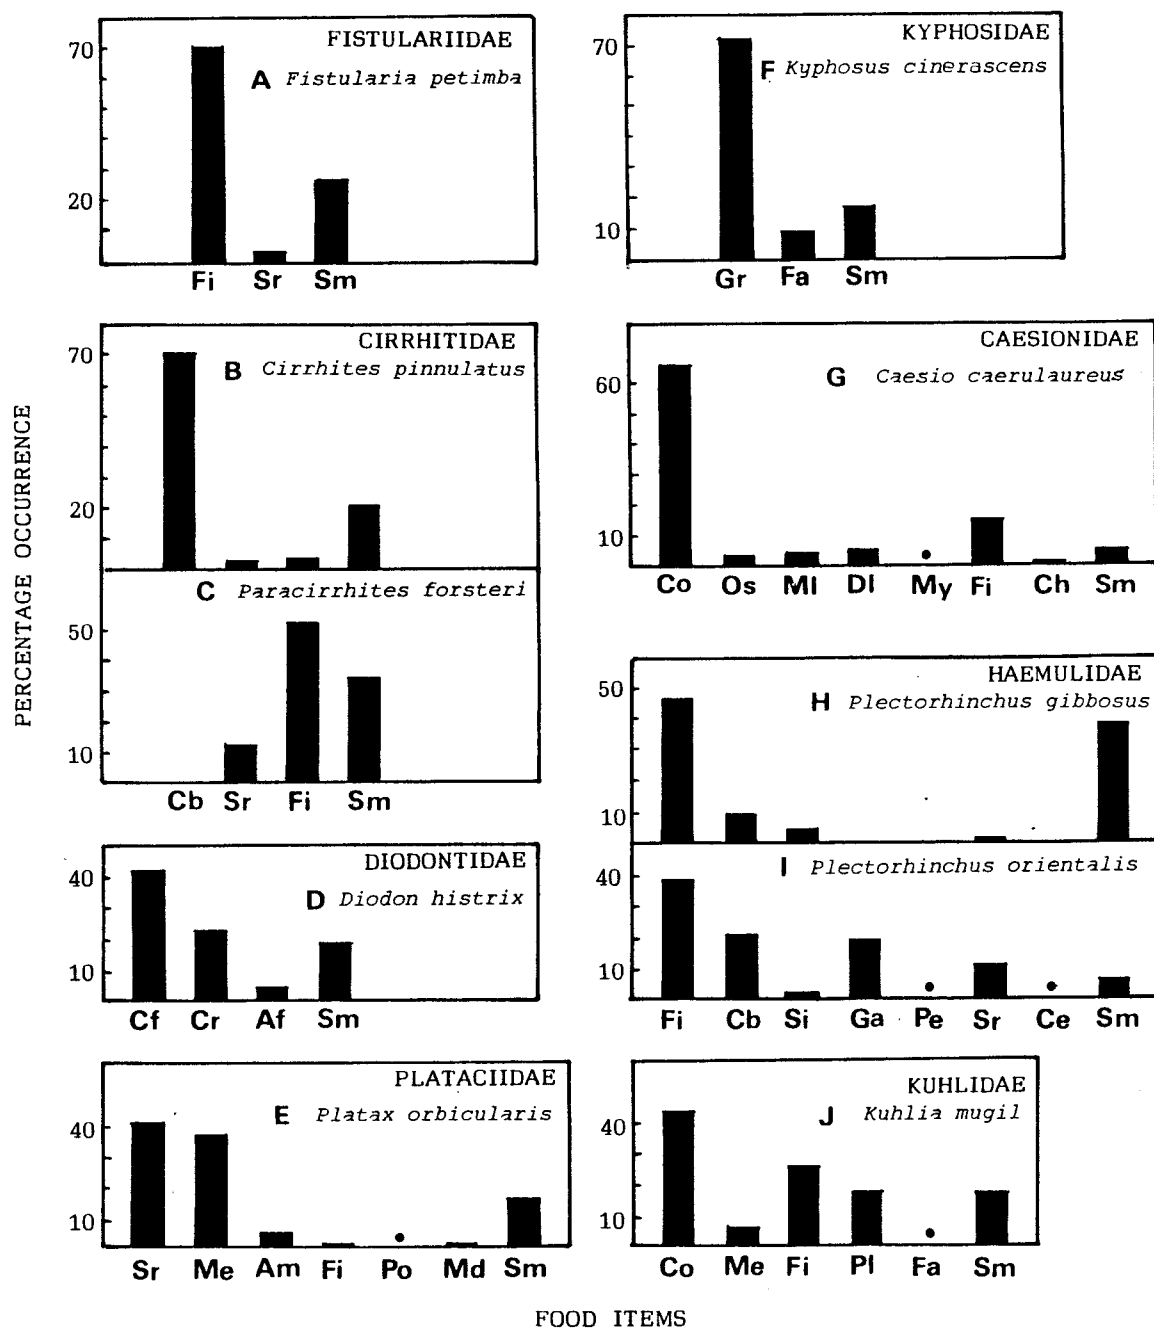 PERCENTAGE OCCURRENCE
FISTULARIIDAE
A Fistularia petimba
70
20
Fi Sr Sm
CIRRHITIDAE
B Cirrhites pinnulatus
70
20
C Paracirrhites forsteri
50
10
Cb Sr Fi Sm
DIODONTIDAE
D Diodon histrix
40
10
Cf Cr Af Sm
PLATACIIDAE
E Platax orbicularis
40
10
Sr Me Am Fi Po Md Sm
KYPHOSIDAE
F Kyphosus cinerascens
70
10
Gr Fa Sm
CAESIONIDAE
G Caesio caerulaureus
60
10
Co Os Ml Dl My Fi Ch Sm
HAEMULIDAE
H Plectorhinchus gibbosus
50
10
I Plectorhinchus orientalis
40
10
Fi Cb Si Ga Pe Sr Ce Sm
KUHLIDAE
J Kuhlia mugil
40
10
Co Me Fi Pl Fa Sm
FOOD ITEMS